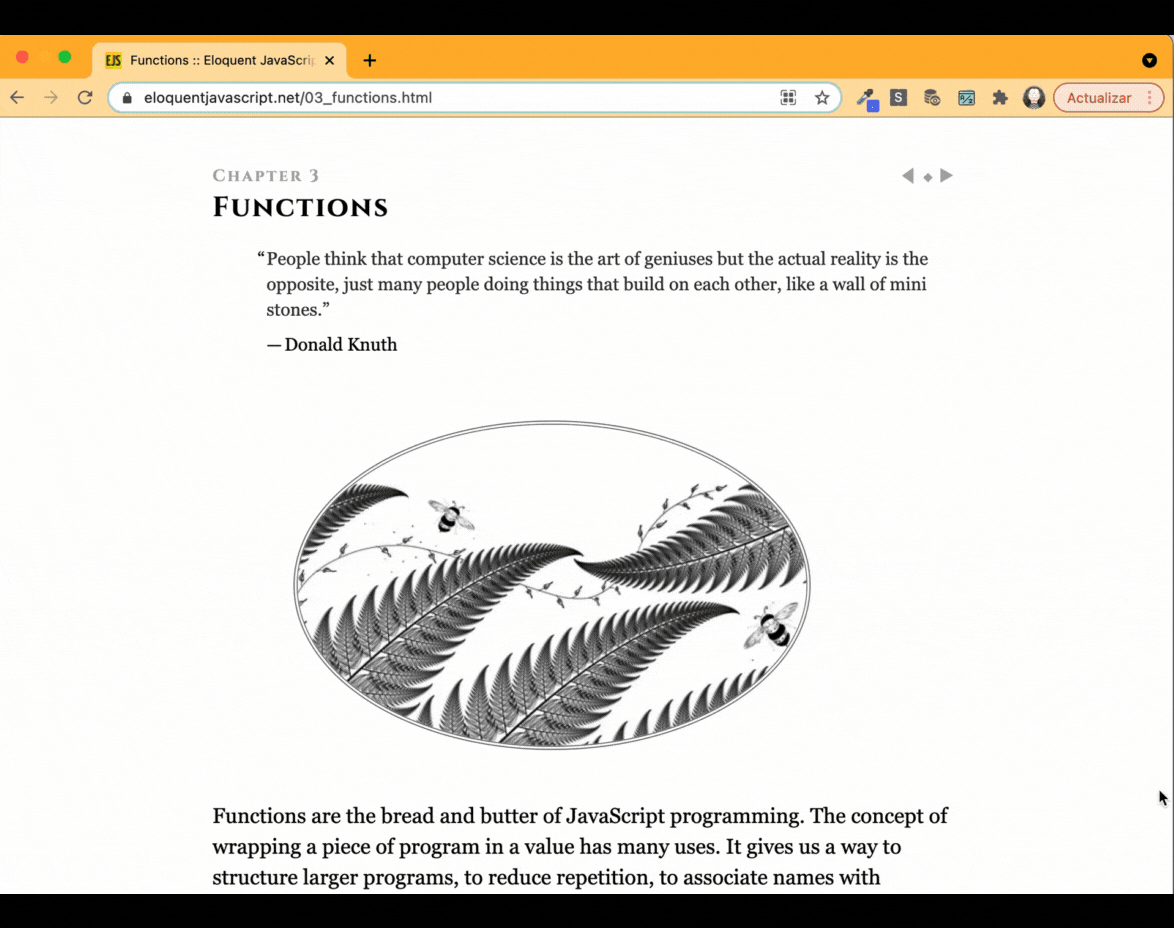 EJS Functions :: Eloquent JavaScrip
eloquentjavascript.net/03_functions.html
S
Actualizar
CHAPTER 3
FUNCTIONS
“People think that computer science is the art of geniuses but the actual reality is the
opposite, just many people doing things that build on each other, like a wall of mini
stones.”
— Donald Knuth
Functions are the bread and butter of JavaScript programming. The concept of
wrapping a piece of program in a value has many uses. It gives us a way to
structure larger programs, to reduce repetition, to associate names with